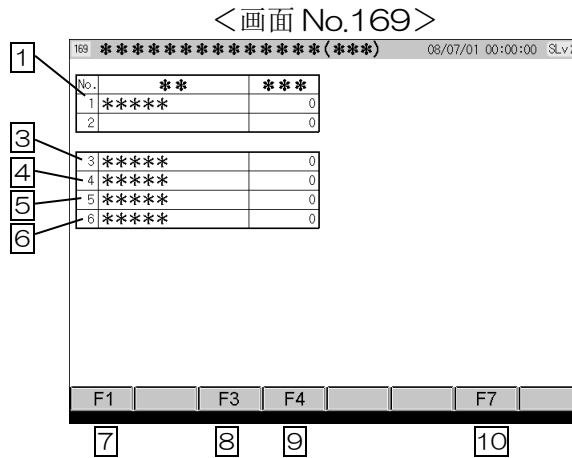 ＜画面 No.169＞
169 ✽✽✽✽✽✽✽✽✽✽✽✽✽✽(✽✽✽) 08/07/01 00:00:00 SLv
1
No. ✽✽ ✽✽✽
1 ✽✽✽✽✽ 0
2 0
3
3 ✽✽✽✽✽ 0
4
4 ✽✽✽✽✽ 0
5
5 ✽✽✽✽✽ 0
6
6 ✽✽✽✽✽ 0
F1 F3 F4 F7
7 8 9 10